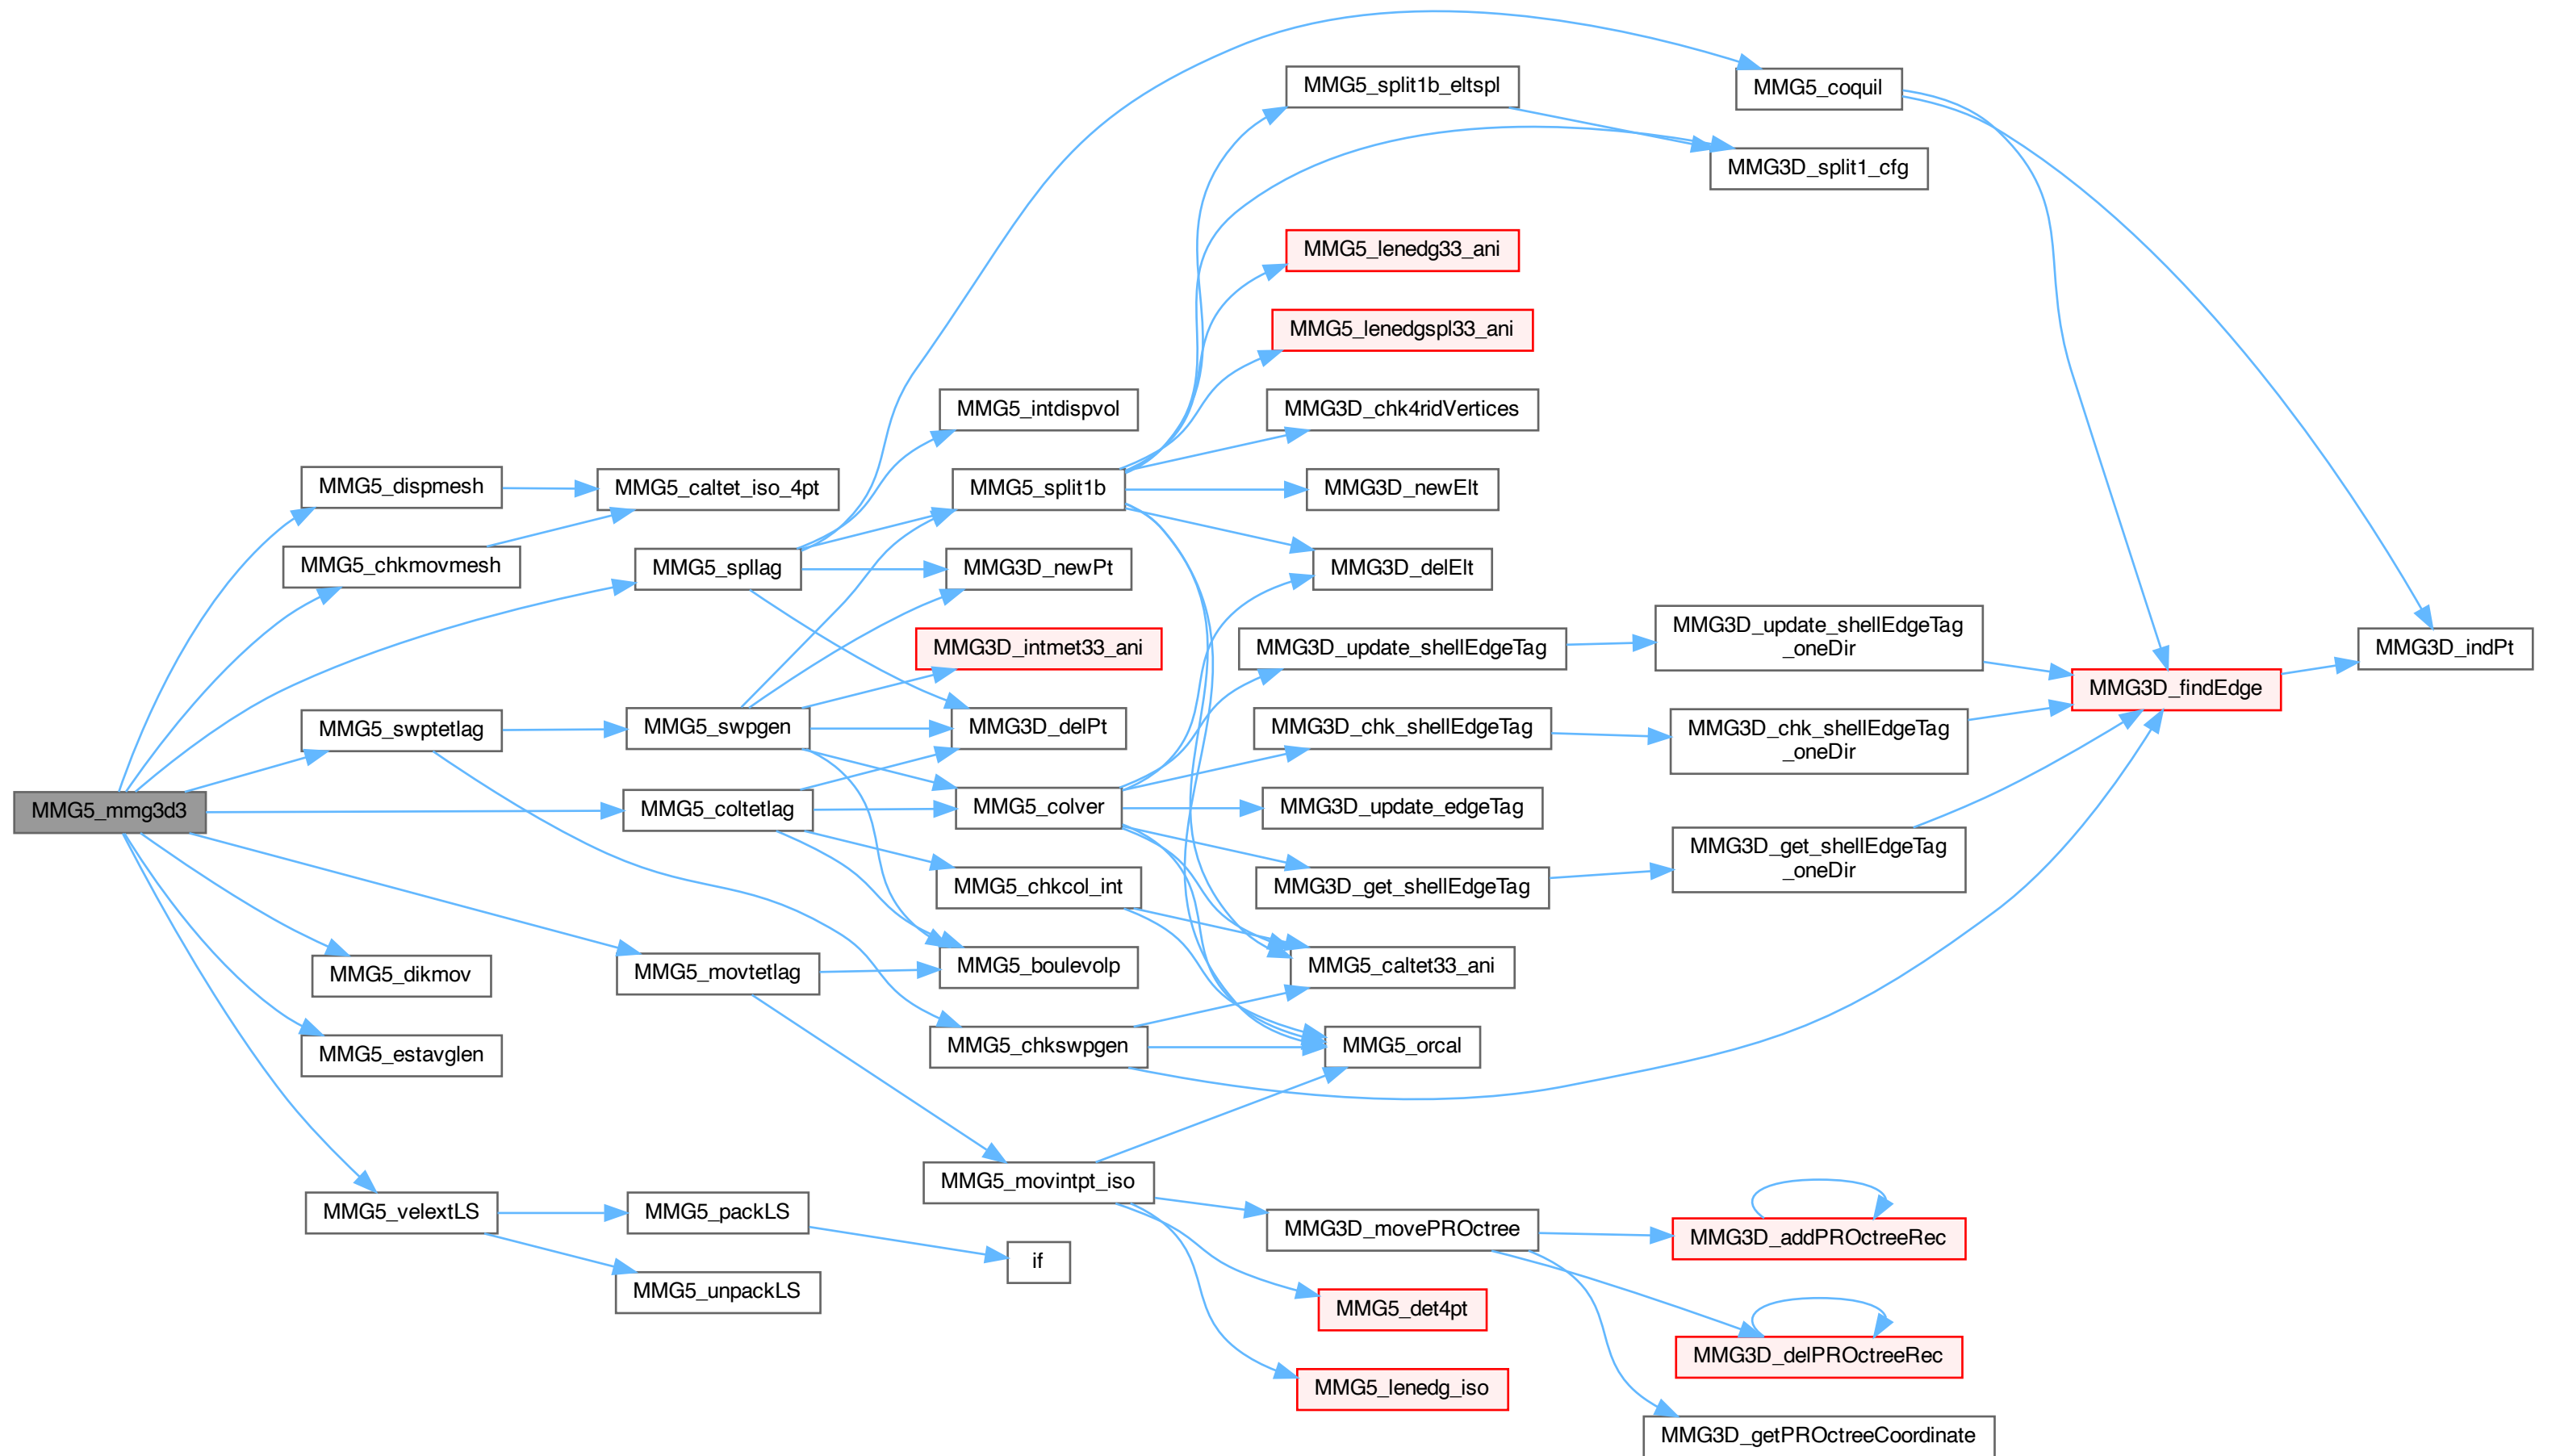 MMG5_coquil
MMG5_split1b_eltspl
MMG3D_split1_cfg
MMG5_lenedg33_ani
MMG5_lenedgspl33_ani
MMG5_intdispvol
MMG3D_chk4ridVertices
MMG5_dispmesh
MMG5_caltet_iso_4pt
MMG5_split1b
MMG3D_newElt
MMG5_chkmovmesh
MMG5_spllag
MMG3D_newPt
MMG3D_delElt
MMG3D_intmet33_ani
MMG3D_update_shellEdgeTag
MMG3D_update_shellEdgeTag
_oneDir
MMG3D_indPt
MMG3D_findEdge
MMG5_swptetlag
MMG5_swpgen
MMG3D_delPt
MMG3D_chk_shellEdgeTag
MMG3D_chk_shellEdgeTag
_oneDir
MMG5_mmg3d3
MMG5_coltetlag
MMG5_colver
MMG3D_update_edgeTag
MMG5_chkcol_int
MMG3D_get_shellEdgeTag
MMG3D_get_shellEdgeTag
_oneDir
MMG5_dikmov
MMG5_movtetlag
MMG5_boulevolp
MMG5_caltet33_ani
MMG5_estavglen
MMG5_chkswpgen
MMG5_orcal
MMG5_movintpt_iso
MMG5_velextLS
MMG5_packLS
MMG3D_movePROctree
MMG3D_addPROctreeRec
if
MMG5_unpackLS
MMG5_det4pt
MMG3D_delPROctreeRec
MMG5_lenedg_iso
MMG3D_getPROctreeCoordinate